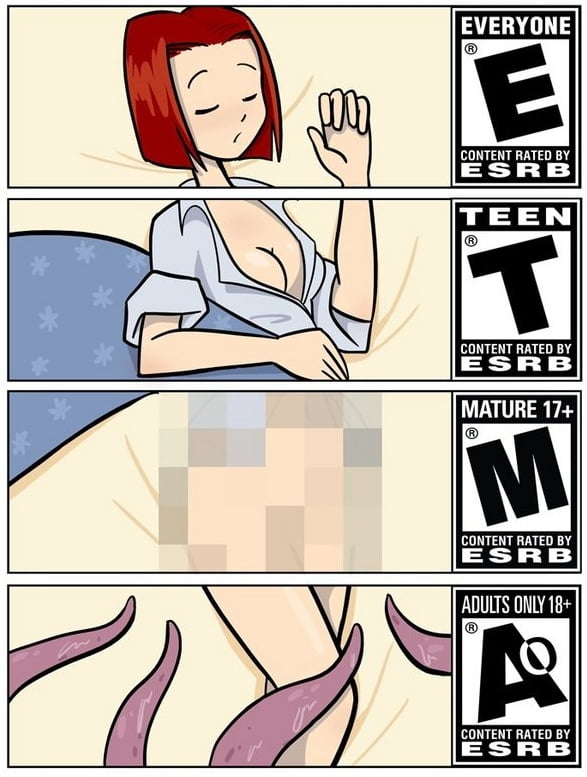 EVERYONE
®
E
CONTENT RATED BY
ESRB
TEEN
®
T
CONTENT RATED BY
ESRB
MATURE 17+
®
M
CONTENT RATED BY
ESRB
ADULTS ONLY 18+
®
AO
CONTENT RATED BY
ESRB